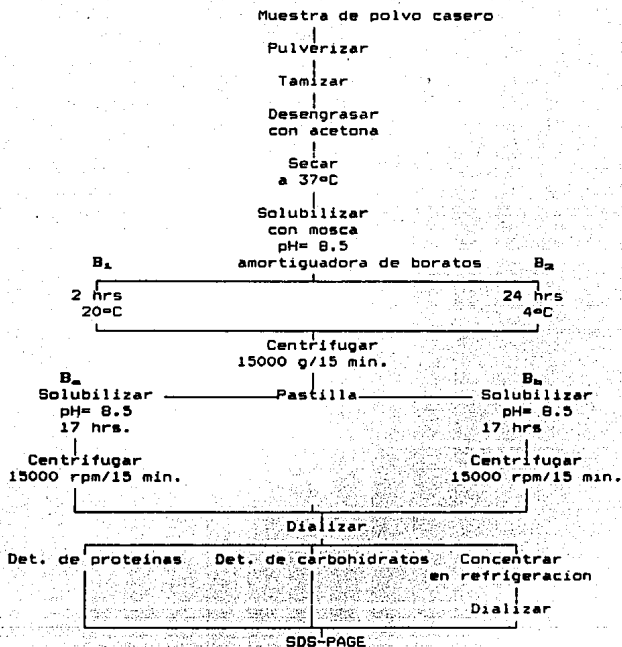 Muestra de polvo casero
Pulverizar
Tamizar
Desengrasar
con acetona
Secar
a 37ºC
Solubilizar
con mosca
pH= 8.5
B₁ amortiguadora de boratos B₂
2 hrs 24 hrs
20ºC 4ºC
Centrifugar
15000 g/15 min.
Bₐ Bₕ
Solubilizar Pastilla Solubilizar
pH= 8.5 pH= 8.5
17 hrs. 17 hrs.
Centrifugar Centrifugar
15000 rpm/15 min. 15000 rpm/15 min.
Dializar
Det. de proteinas Det. de carbohidratos Concentrar
en refrigeracion
Dializar
SDS-PAGE